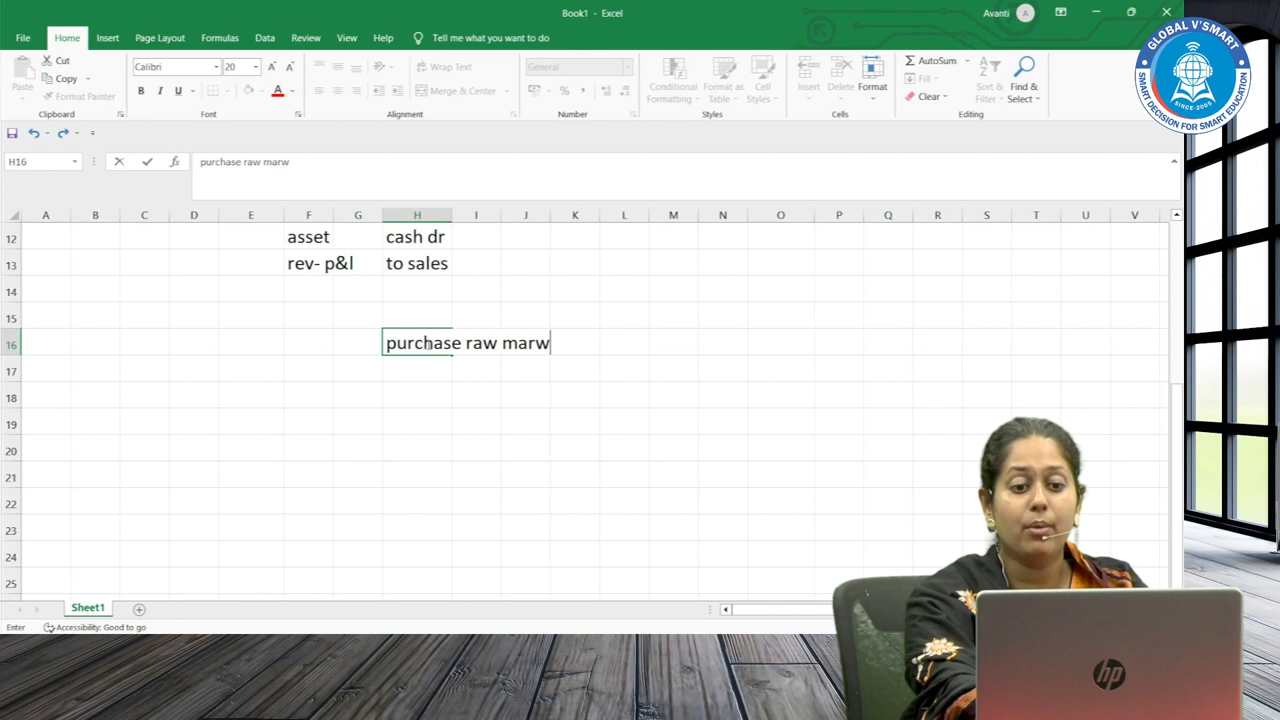 Book1 - Excel
Avanti
File Home Insert Page Layout Formulas Data Review View Help Tell me what you want to do
Cut
Copy
Paste
Format Painter
Clipboard
Calibri 20
A A
B I U A
Font
Wrap Text
Merge & Center
Alignment
General
% ,
Number
Conditional Formatting
Format as Table
Cell Styles
Styles
Insert Delete Format
Cells
AutoSum
Fill
Clear
Sort & Filter
Find & Select
Editing
GLOBAL V'SMART
SINCE-2005
SMART DECISION FOR SMART EDUCATION
H16 fx purchase raw marw
A B C D E F G H I J K L M N O P Q R S T U V
12 asset cash dr
13 rev- p&l to sales
14
15
16 purchase raw marw
17
18
19
20
21
22
23
24
25
Sheet1
Enter Accessibility: Good to go
hp